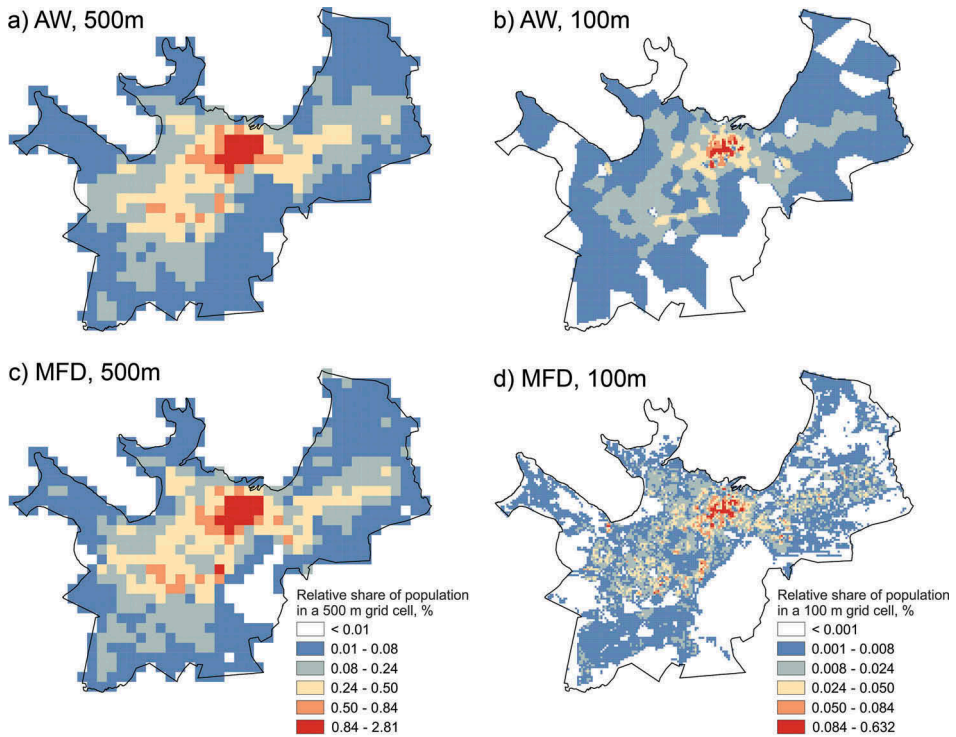 a) AW, 500m
b) AW, 100m
c) MFD, 500m
d) MFD, 100m
Relative share of population
in a 500 m grid cell, %
< 0.01
0.01 - 0.08
0.08 - 0.24
0.24 - 0.50
0.50 - 0.84
0.84 - 2.81
Relative share of population
in a 100 m grid cell, %
< 0.001
0.001 - 0.008
0.008 - 0.024
0.024 - 0.050
0.050 - 0.084
0.084 - 0.632